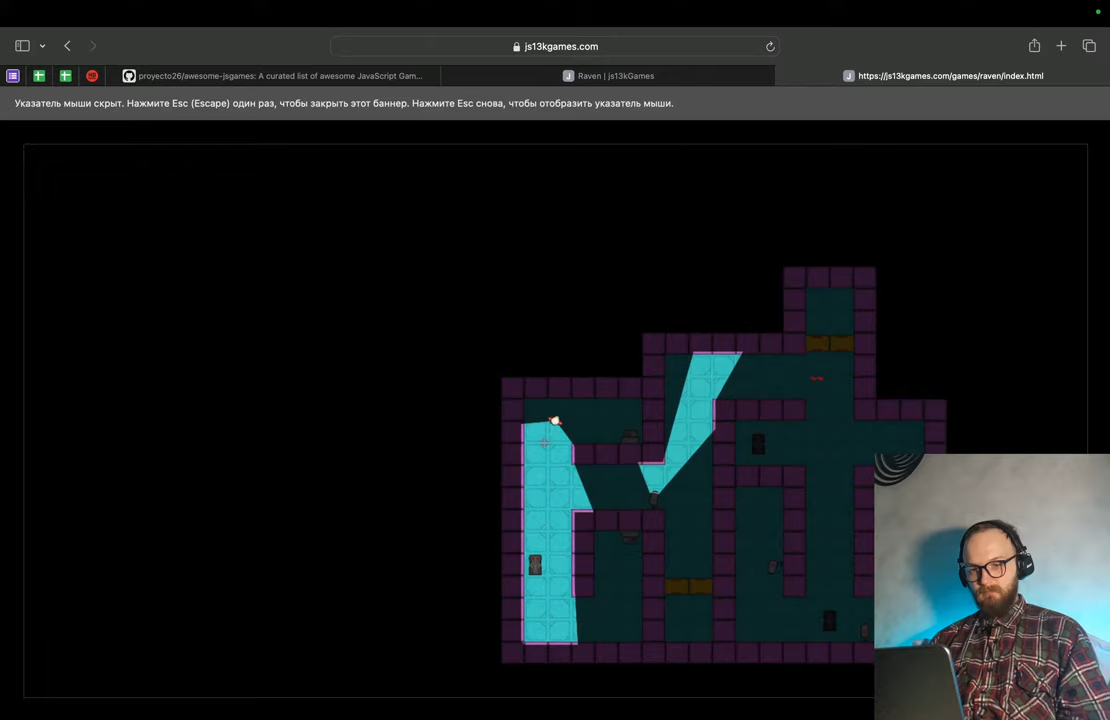 js13kgames.com
proyecto26/awesome-jsgames: A curated list of awesome JavaScript Gam...
Raven | js13kGames
https://js13kgames.com/games/raven/index.html
Указатель мыши скрыт. Нажмите Esc (Escape) один раз, чтобы закрыть этот баннер. Нажмите Esc снова, чтобы отобразить указатель мыши.